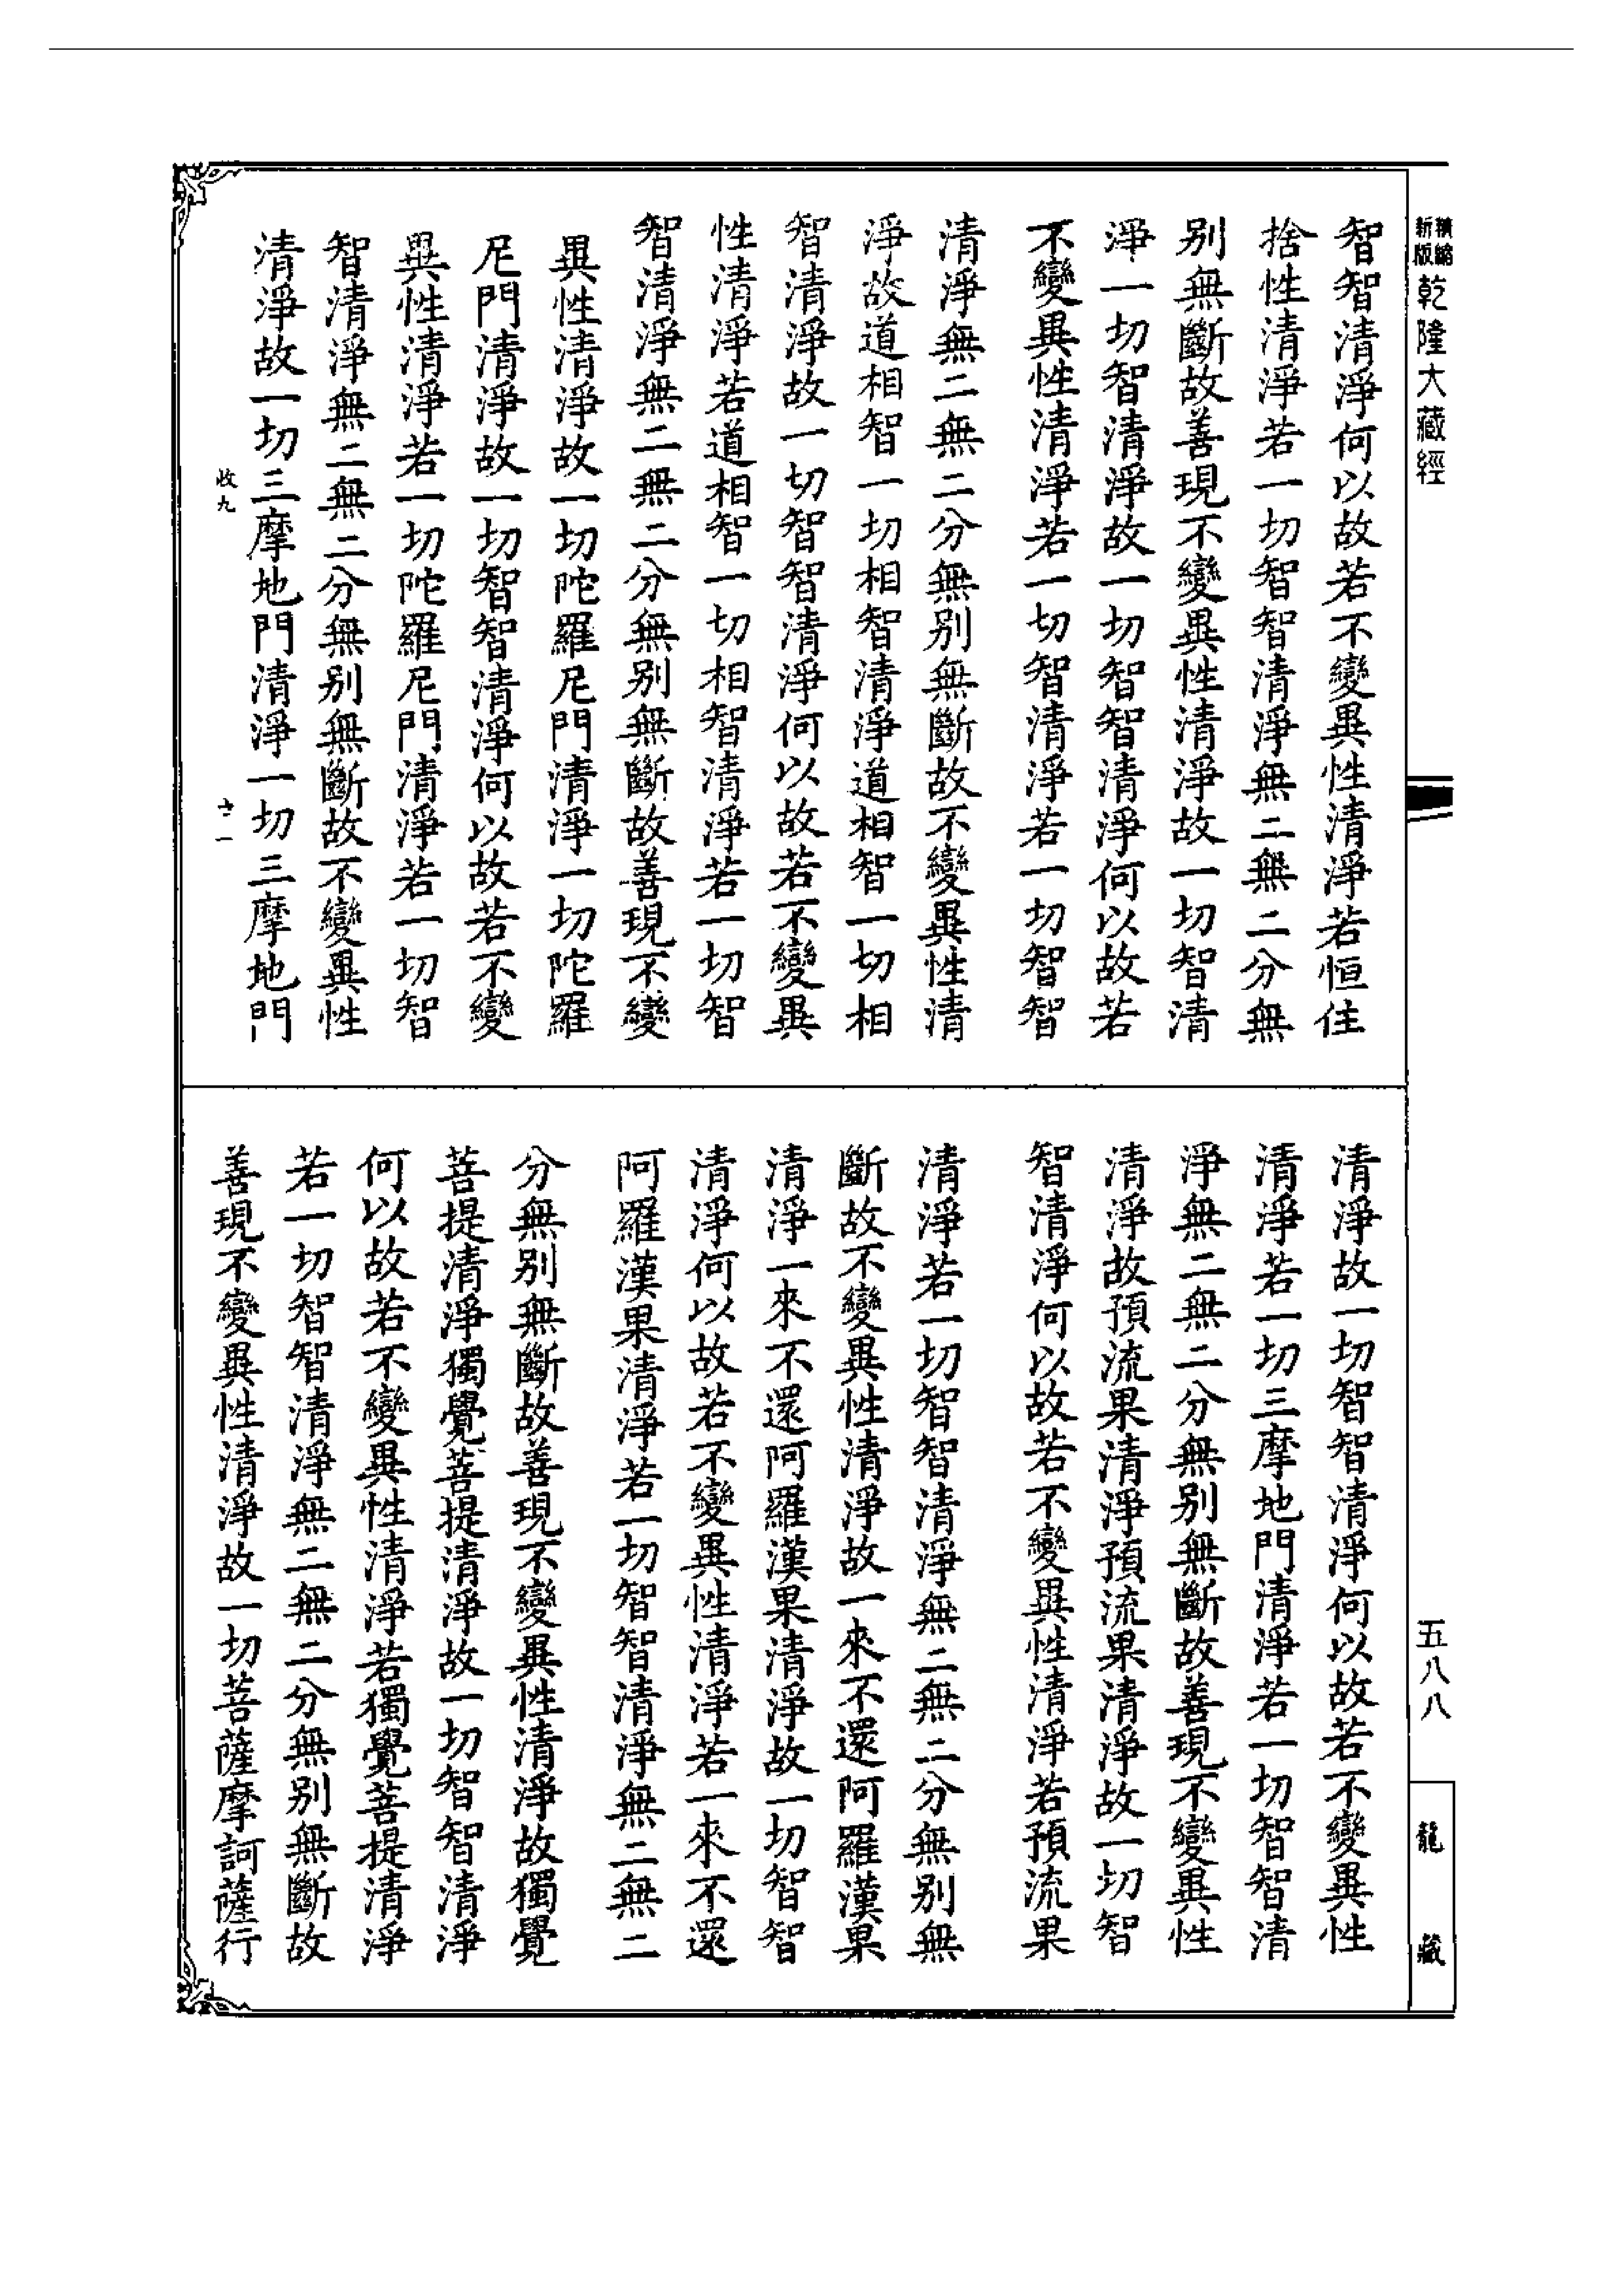 精縮
新版
乾隆大藏經
智智清淨何以故若不變異性清淨若恒住
捨性清淨若一切智智清淨無二無二分無
別無斷故善現不變異性清淨故一切智清
淨一切智清淨故一切智智清淨何以故若
不變異性清淨若一切智清淨若一切智智
清淨無二無二分無別無斷故不變異性清
淨故道相智一切相智清淨道相智一切相
智清淨故一切智智清淨何以故若不變異
性清淨若道相智一切相智清淨若一切智
智清淨無二無二分無別無斷故善現不變
異性清淨故一切陀羅尼門清淨一切陀羅
尼門清淨故一切智智清淨何以故若不變
異性清淨若一切陀羅尼門清淨若一切智
智清淨無二無二分無別無斷故不變異性
清淨故一切三摩地門清淨一切三摩地門
收九
清淨故一切智智清淨何以故若不變異性
清淨若一切三摩地門清淨若一切智智清
淨無二無二分無別無斷故善現不變異性
清淨故預流果清淨預流果清淨故一切智
智清淨何以故若不變異性清淨若預流果
清淨若一切智智清淨無二無二分無別無
斷故不變異性清淨故一來不還阿羅漢果
清淨一來不還阿羅漢果清淨故一切智智
清淨何以故若不變異性清淨若一來不還
阿羅漢果清淨若一切智智清淨無二無二
分無別無斷故善現不變異性清淨故獨覺
菩提清淨獨覺菩提清淨故一切智智清淨
何以故若不變異性清淨若獨覺菩提清淨
若一切智智清淨無二無二分無別無斷故
善現不變異性清淨故一切菩薩摩訶薩行
五八八
龍藏